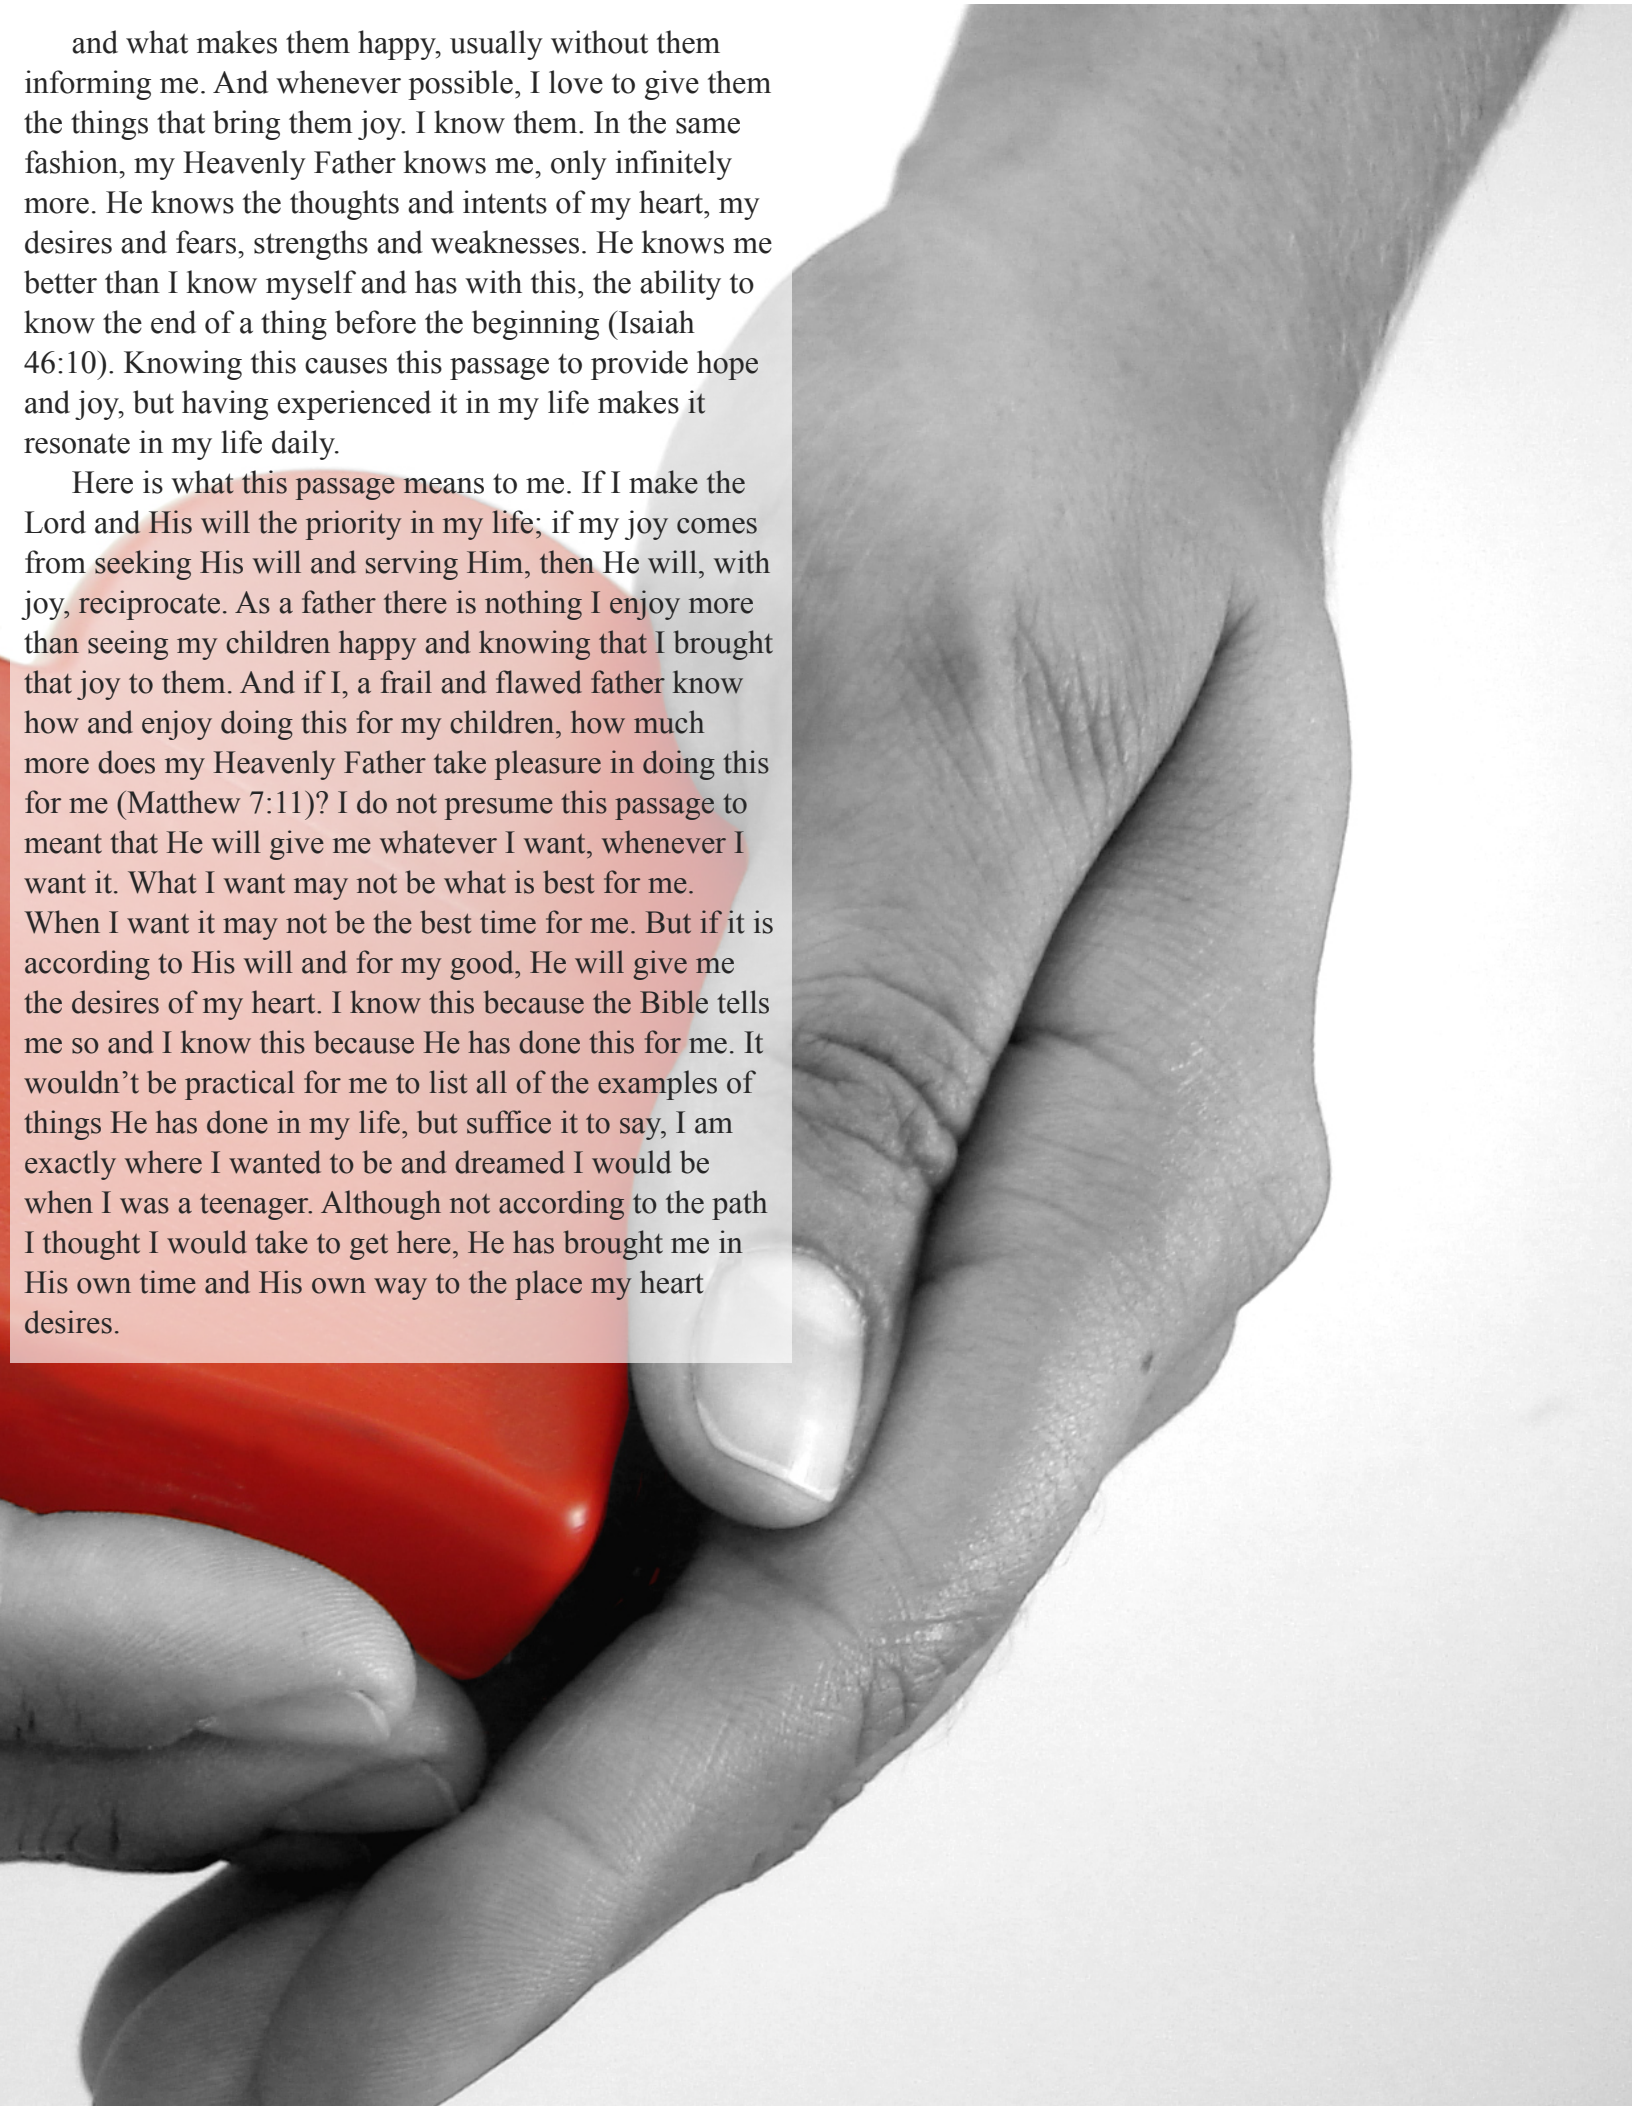 and what makes them happy, usually without them
informing me. And whenever possible, I love to give them
the things that bring them joy. I know them. In the same
fashion, my Heavenly Father knows me, only infinitely
more. He knows the thoughts and intents of my heart, my
desires and fears, strengths and weaknesses. He knows me
better than I know myself and has with this, the ability to
know the end of a thing before the beginning (Isaiah
46:10). Knowing this causes this passage to provide hope
and joy, but having experienced it in my life makes it
resonate in my life daily.
Here is what this passage means to me. If I make the
Lord and His will the priority in my life; if my joy comes
from seeking His will and serving Him, then He will, with
joy, reciprocate. As a father there is nothing I enjoy more
than seeing my children happy and knowing that I brought
that joy to them. And if I, a frail and flawed father know
how and enjoy doing this for my children, how much
more does my Heavenly Father take pleasure in doing this
for me (Matthew 7:11)? I do not presume this passage to
meant that He will give me whatever I want, whenever I
want it. What I want may not be what is best for me.
When I want it may not be the best time for me. But if it is
according to His will and for my good, He will give me
the desires of my heart. I know this because the Bible tells
me so and I know this because He has done this for me. It
wouldn’t be practical for me to list all of the examples of
things He has done in my life, but suffice it to say, I am
exactly where I wanted to be and dreamed I would be
when I was a teenager. Although not according to the path
I thought I would take to get here, He has brought me in
His own time and His own way to the place my heart
desires.